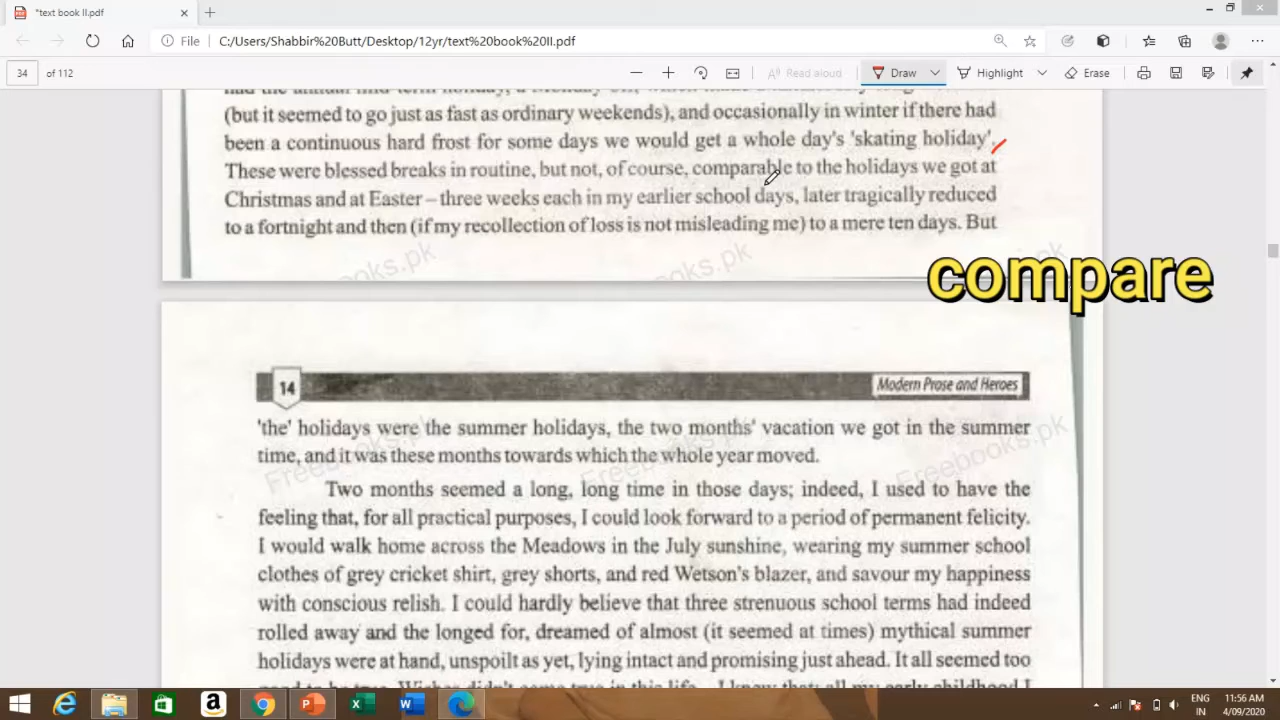 *text book II.pdf
File
C:/Users/Shabbir%20Butt/Desktop/12yr/text%20book%20II.pdf
34 of 112
Read aloud
Draw
Highlight
Erase
(but it seemed to go just as fast as ordinary weekends), and occasionally in winter if there had
been a continuous hard frost for some days we would get a whole day's 'skating holiday'.
These were blessed breaks in routine, but not, of course, comparable to the holidays we got at
Christmas and at Easter – three weeks each in my earlier school days, later tragically reduced
to a fortnight and then (if my recollection of loss is not misleading me) to a mere ten days. But
Freebooks.pk
compare
14
Modern Prose and Heroes
'the' holidays were the summer holidays, the two months' vacation we got in the summer
time, and it was these months towards which the whole year moved.
Freebooks.pk
Two months seemed a long, long time in those days; indeed, I used to have the
feeling that, for all practical purposes, I could look forward to a period of permanent felicity.
I would walk home across the Meadows in the July sunshine, wearing my summer school
clothes of grey cricket shirt, grey shorts, and red Wetson's blazer, and savour my happiness
with conscious relish. I could hardly believe that three strenuous school terms had indeed
rolled away and the longed for, dreamed of almost (it seemed at times) mythical summer
holidays were at hand, unspoilt as yet, lying intact and promising just ahead. It all seemed too
ENG
IN
11:56 AM
4/09/2020